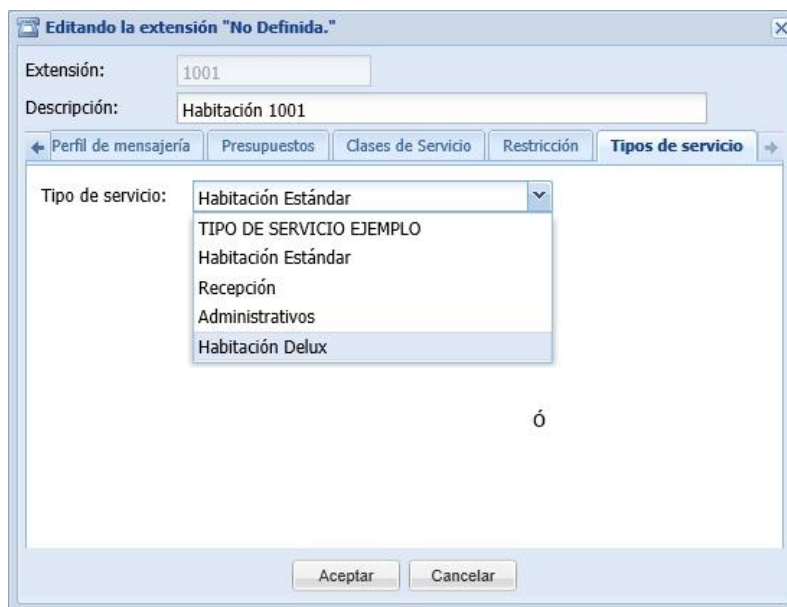 Editando la extensión "No Definida."
Extensión: 1001
Descripción: Habitación 1001
Perfil de mensajería Presupuestos Clases de Servicio Restricción Tipos de servicio
Tipo de servicio: Habitación Estándar
TIPO DE SERVICIO EJEMPLO
Habitación Estándar
Recepción
Administrativos
Habitación Delux
Ó
Aceptar Cancelar